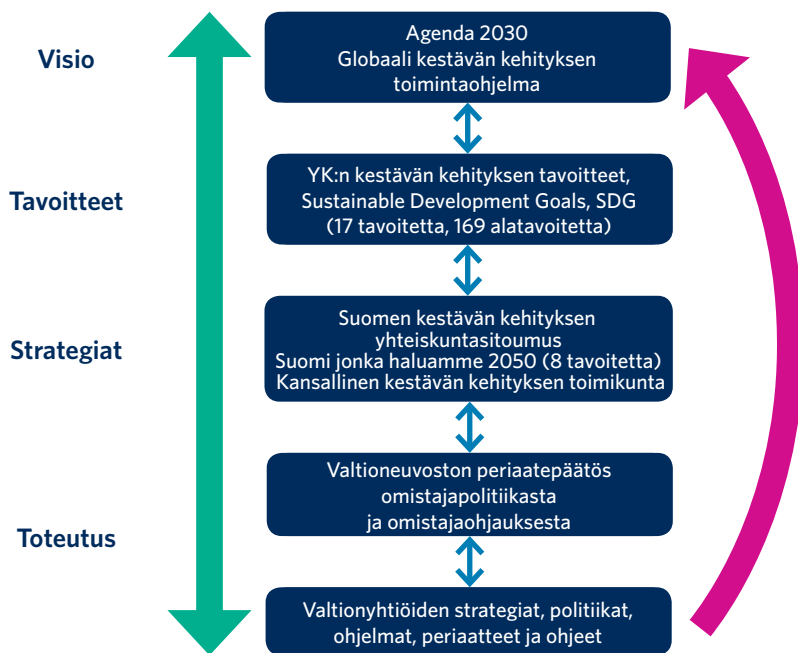 Visio
Agenda 2030
Globaali kestävän kehityksen
toimintaohjelma
Tavoitteet
YK:n kestävän kehityksen tavoitteet,
Sustainable Development Goals, SDG
(17 tavoitetta, 169 alatavoitetta)
Strategiat
Suomen kestävän kehityksen
yhteiskuntasitoumus
Suomi jonka haluamme 2050 (8 tavoitetta)
Kansallinen kestävän kehityksen toimikunta
Toteutus
Valtioneuvoston periaatepäätös
omistajapolitiikasta
ja omistajaohjauksesta
Valtionyhtiöiden strategiat, politiikat,
ohjelmat, periaatteet ja ohjeet